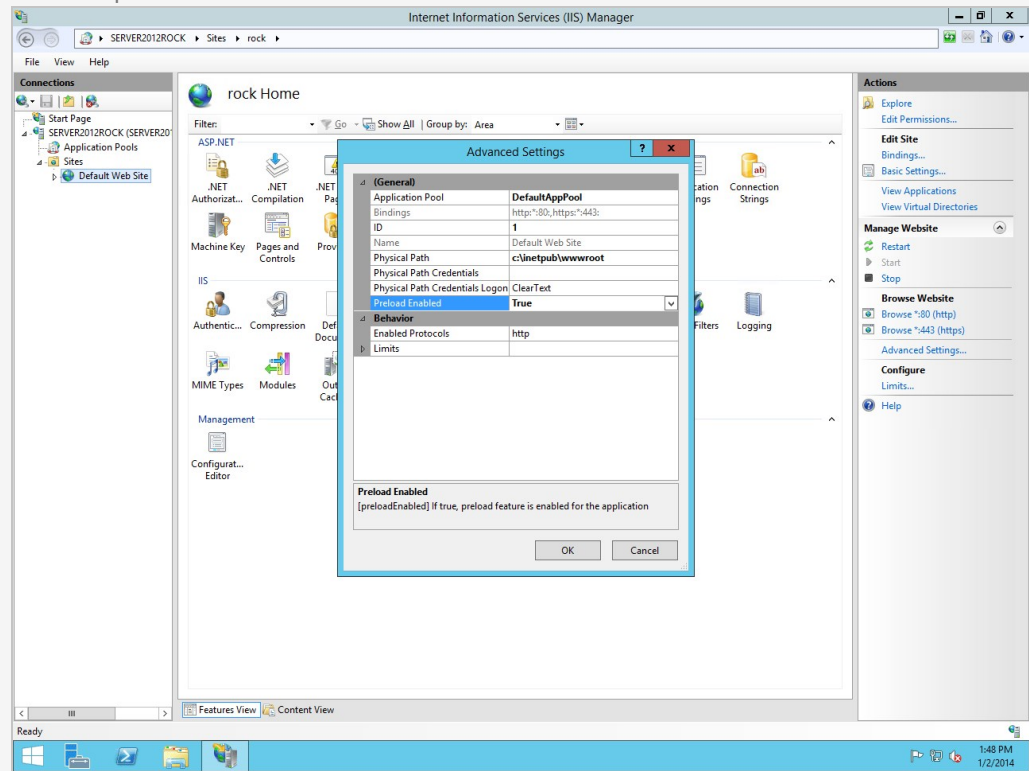 Internet Information Services (IIS) Manager
SERVER2012ROCK Sites rock
File View Help
Connections
Start Page
SERVER2012ROCK (SERVER20
Application Pools
Sites
Default Web Site
rock Home
Filter: Go Show All Group by: Area
ASP.NET
.NET Authorizat...
.NET Compilation
.NET
Connection Strings
Machine Key
Pages and Controls
IIS
Authentic...
Compression
Filters
Logging
MIME Types
Modules
Management
Configurat... Editor
Advanced Settings
? x
(General)
Application Pool DefaultAppPool
Bindings http:*:80:,https:*:443:
ID 1
Name Default Web Site
Physical Path c:\inetpub\wwwroot
Physical Path Credentials
Physical Path Credentials Logon ClearText
Preload Enabled True
Behavior
Enabled Protocols http
Limits
Preload Enabled
[preloadEnabled] If true, preload feature is enabled for the application
OK Cancel
Actions
Explore
Edit Permissions...
Edit Site
Bindings...
Basic Settings...
View Applications
View Virtual Directories
Manage Website
Restart
Start
Stop
Browse Website
Browse *:80 (http)
Browse *:443 (https)
Advanced Settings...
Configure
Limits...
Help
Features View Content View
Ready
1:48 PM
1/2/2014